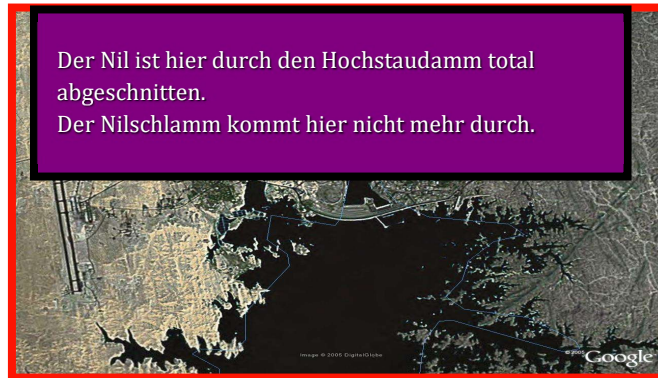 Der Nil ist hier durch den Hochstaudamm total
abgeschnitten.
Der Nilschlamm kommt hier nicht mehr durch.
Image © 2005 DigitalGlobe
© 2005 Google